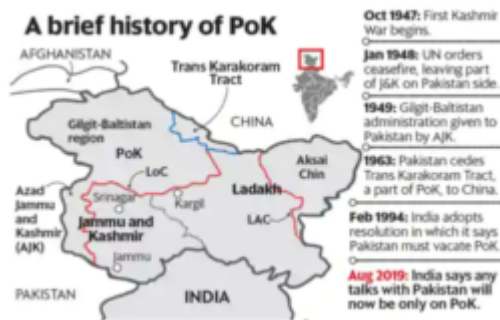 A brief history of PoK
AFGHANISTAN
Trans Karakoram
Tract
CHINA
Gilgit-Baltistan
region
PoK
LoC
Aksai
Chin
Ladakh
Azad
Jammu
and
Kashmir
(AJK)
Srinagar
Kargil
Jammu and
Kashmir
LAC
Jammu
PAKISTAN
INDIA
Oct 1947: First Kashmir
War begins.
Jan 1948: UN orders
ceasefire, leaving part
of J&K on Pakistan side.
1949: Gilgit-Baltistan
administration given to
Pakistan by AJK.
1963: Pakistan cedes
Trans Karakoram Tract,
a part of PoK, to China.
Feb 1994: India adopts
resolution in which it says
Pakistan must vacate PoK.
Aug 2019: India says any
talks with Pakistan will
now be only on PoK.